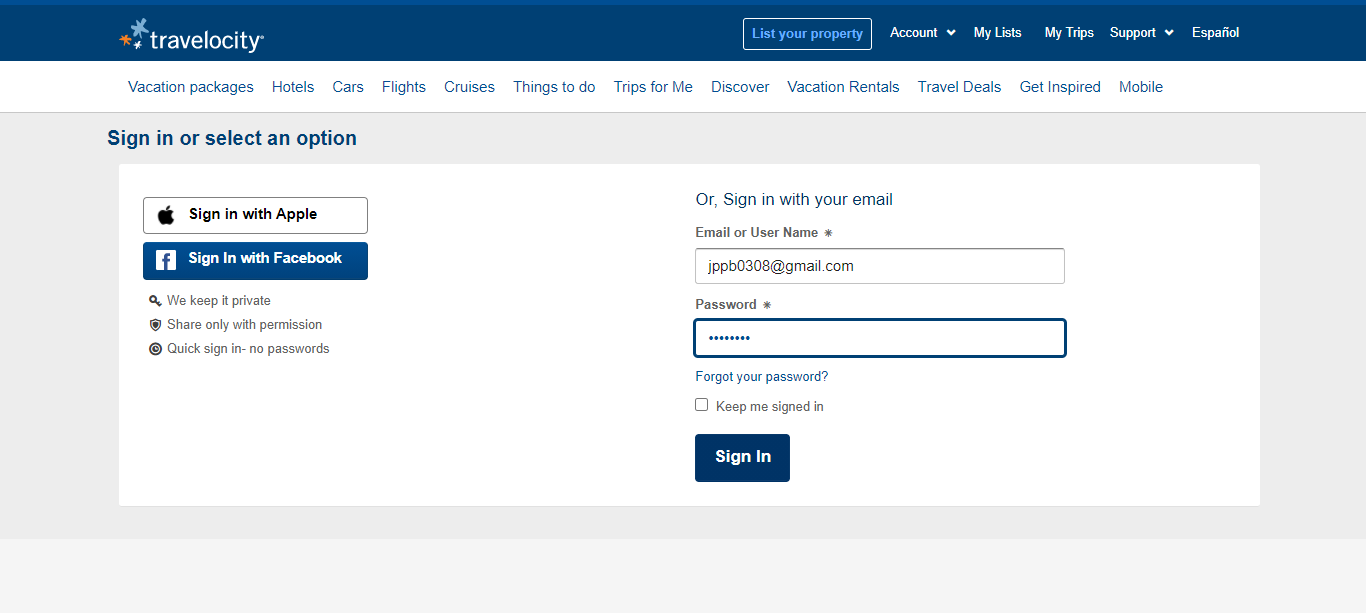 travelocity
List your property
Account
My Lists
My Trips
Support
Español
Vacation packages
Hotels
Cars
Flights
Cruises
Things to do
Trips for Me
Discover
Vacation Rentals
Travel Deals
Get Inspired
Mobile
Sign in or select an option
Sign in with Apple
Sign In with Facebook
We keep it private
Share only with permission
Quick sign in- no passwords
Or, Sign in with your email
Email or User Name *
jppb0308@gmail.com
Password *
••••••••
Forgot your password?
Keep me signed in
Sign In